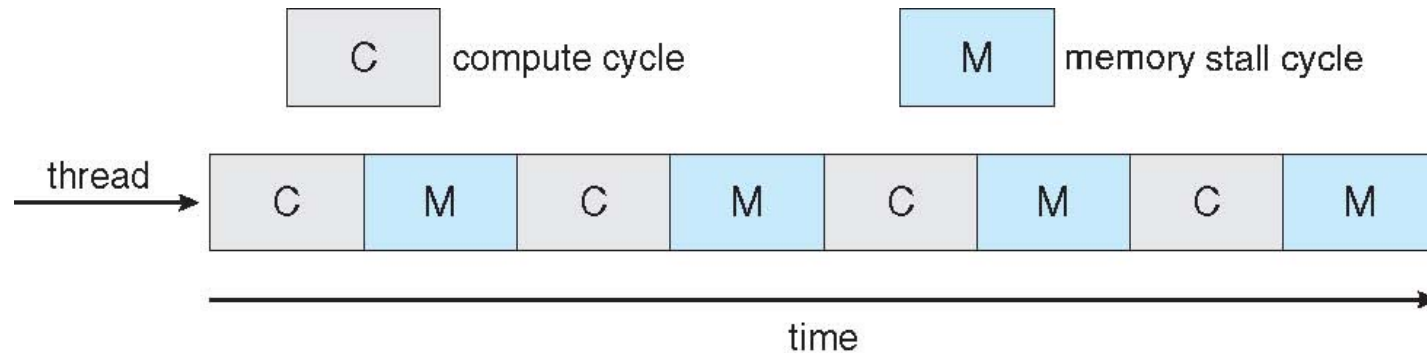 C compute cycle M memory stall cycle
thread
C M C M C M C M
time